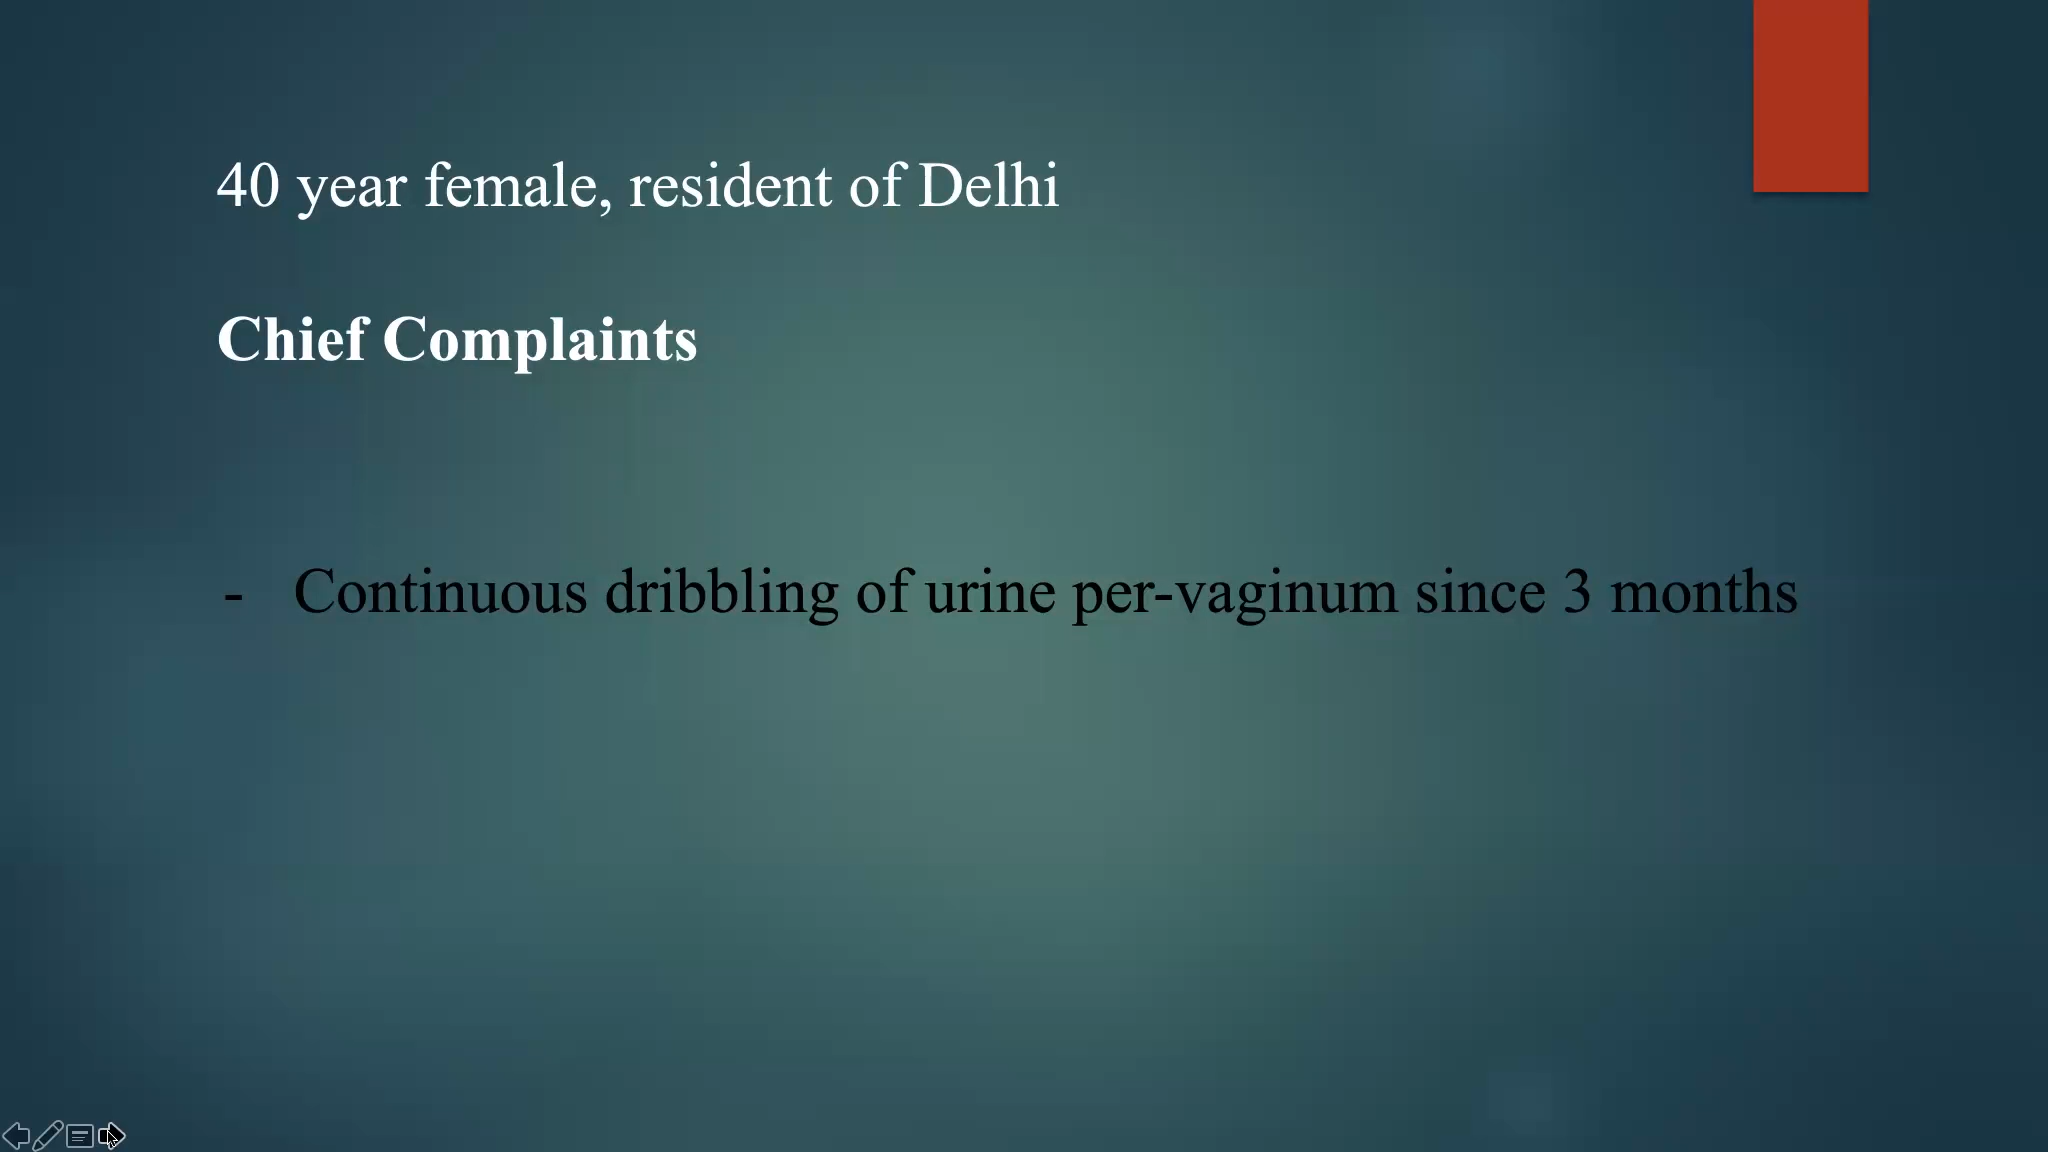 40 year female, resident of Delhi
Chief Complaints
- Continuous dribbling of urine per-vaginum since 3 months